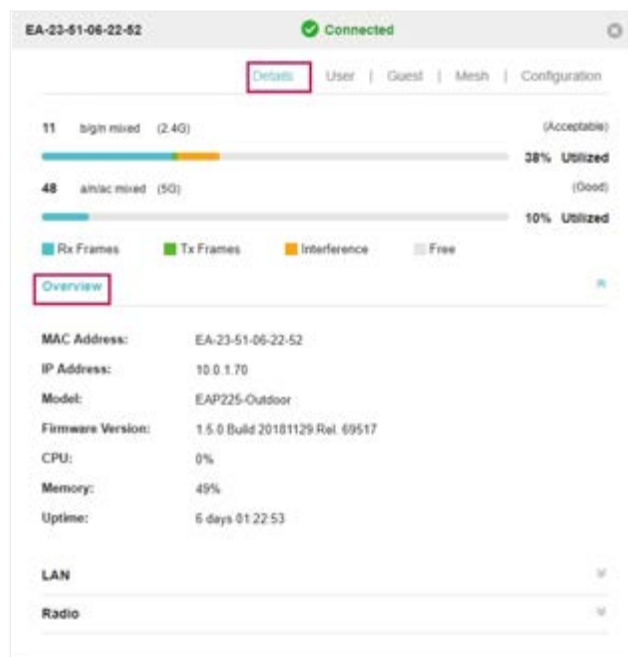 EA-23-51-06-22-52 Connected
Details User | Guest | Mesh | Configuration
11 b/g/n mixed (2.4G) (Acceptable)
38% Utilized
48 a/n/ac mixed (5G) (Good)
10% Utilized
Rx Frames Tx Frames Interference Free
Overview
MAC Address: EA-23-51-06-22-52
IP Address: 10.0.1.70
Model: EAP225-Outdoor
Firmware Version: 1.5.0 Build 20181129 Rel. 69517
CPU: 0%
Memory: 49%
Uptime: 6 days 01:22:53
LAN
Radio